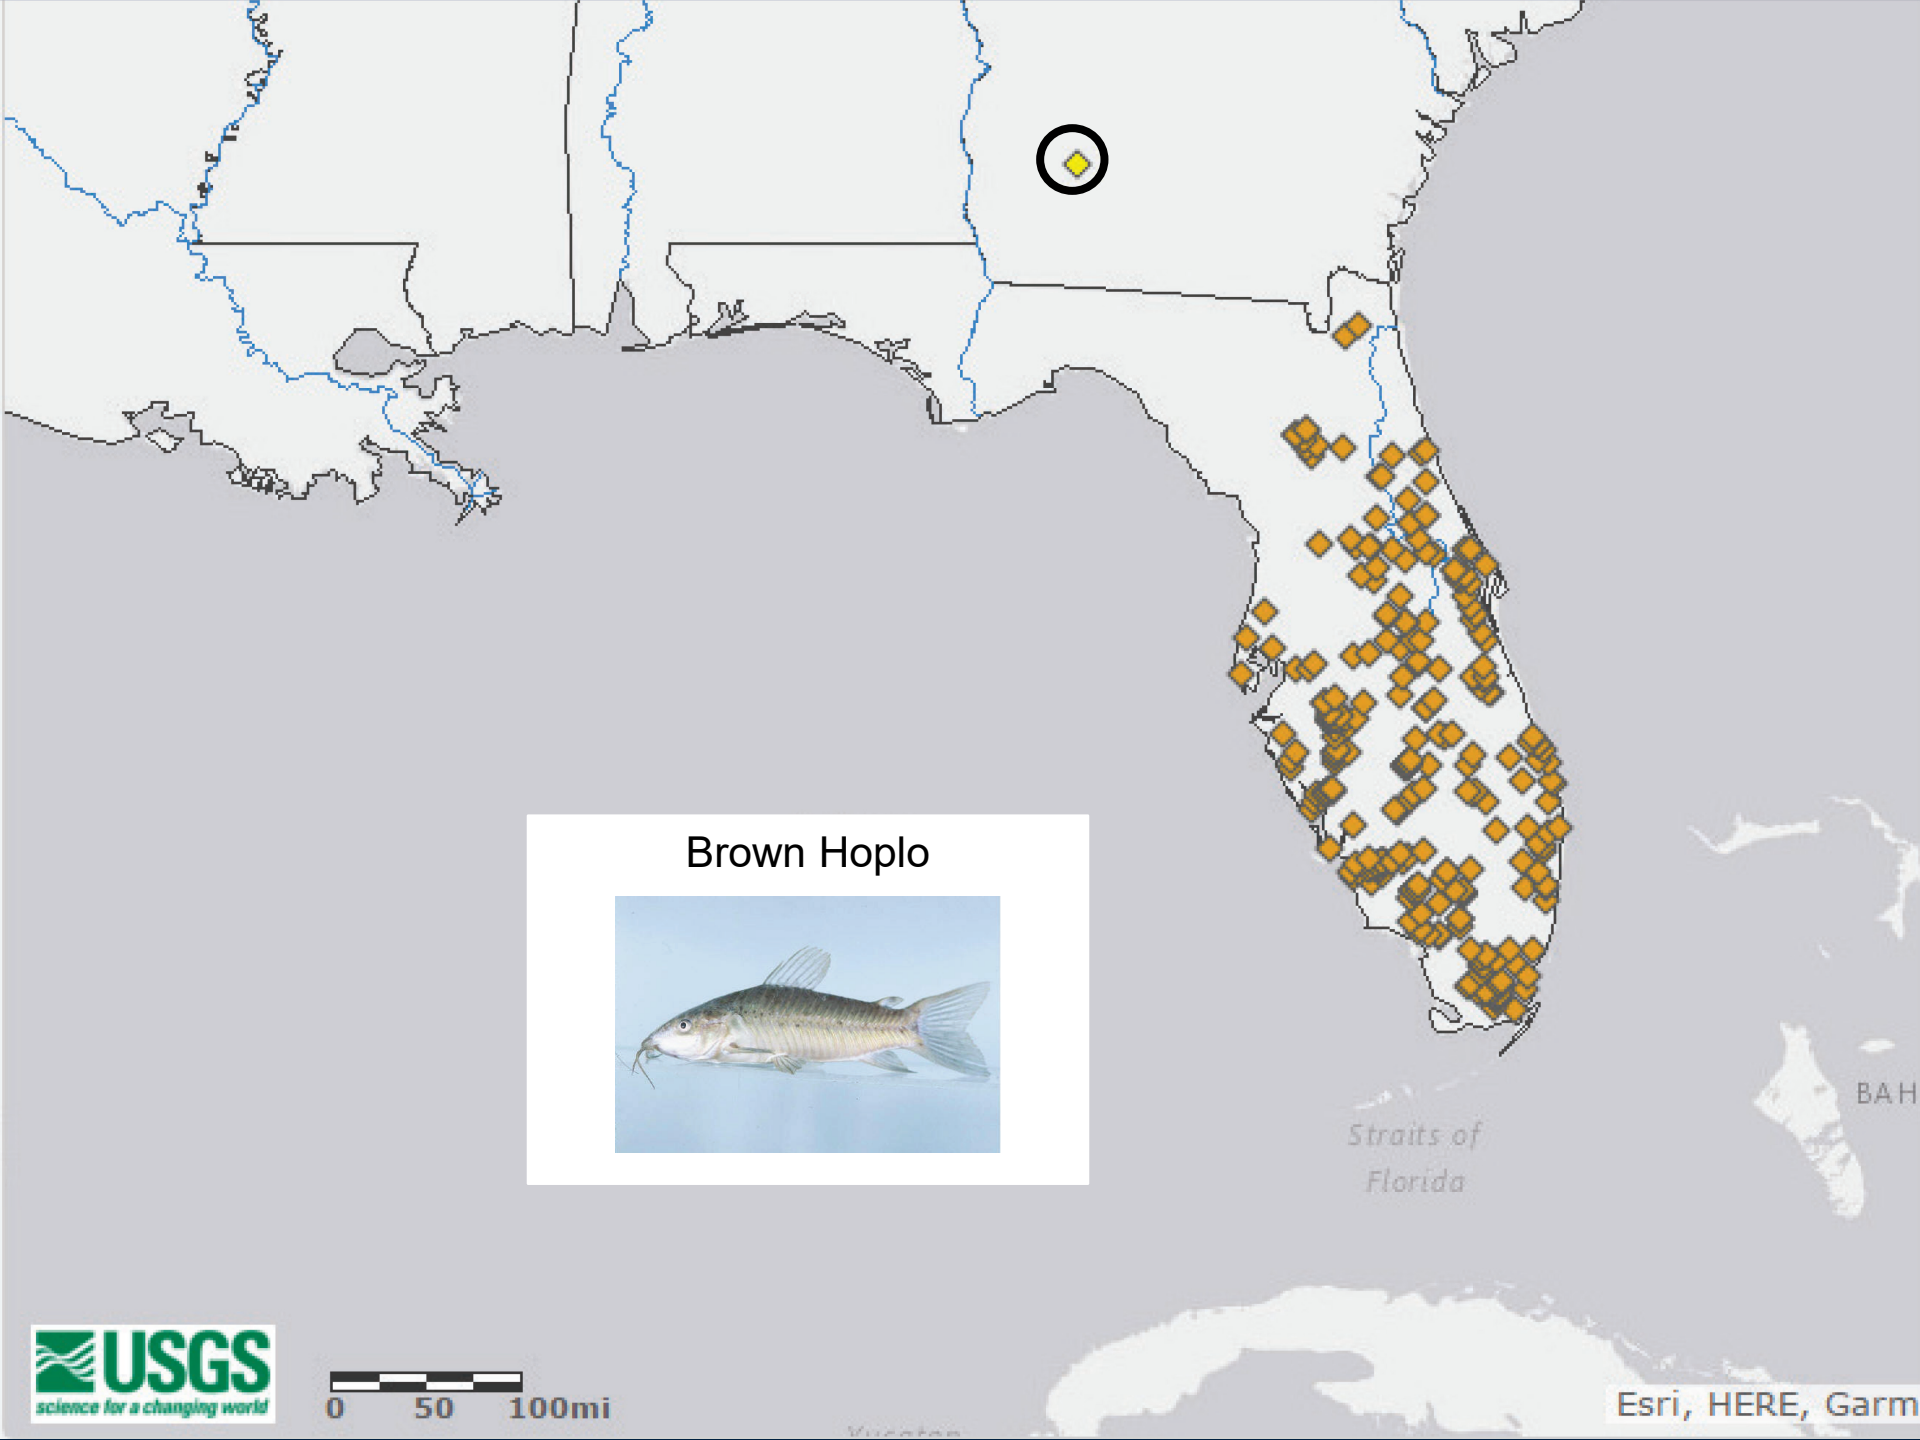 Brown Hoplo
BAH
Straits of
Florida
USGS
science for a changing world
0 50 100mi
Esri, HERE, Garm